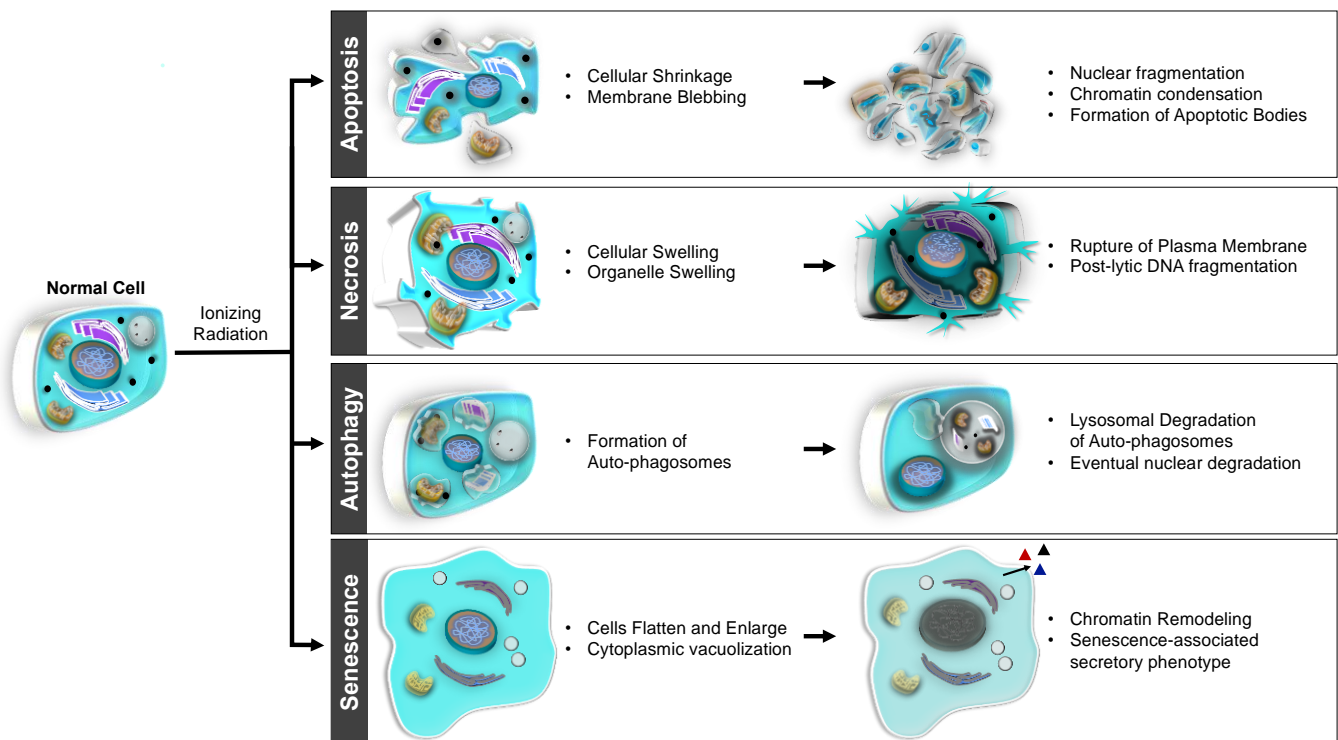 Normal Cell
Ionizing
Radiation
Apoptosis
• Cellular Shrinkage
• Membrane Blebbing
• Nuclear fragmentation
• Chromatin condensation
• Formation of Apoptotic Bodies
Necrosis
• Cellular Swelling
• Organelle Swelling
• Rupture of Plasma Membrane
• Post-lytic DNA fragmentation
Autophagy
• Formation of
Auto-phagosomes
• Lysosomal Degradation
of Auto-phagosomes
• Eventual nuclear degradation
Senescence
• Cells Flatten and Enlarge
• Cytoplasmic vacuolization
• Chromatin Remodeling
• Senescence-associated
secretory phenotype